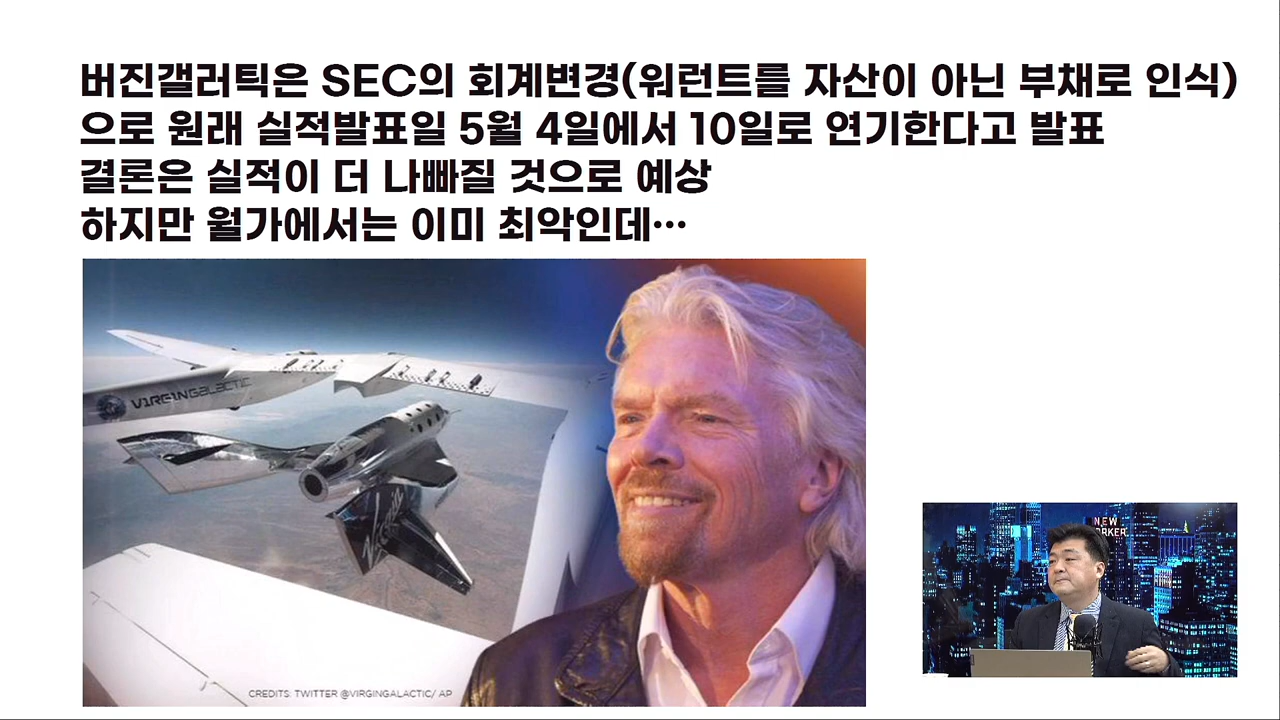 버진갤러틱은 SEC의 회계변경(워런트를 자산이 아닌 부채로 인식)
으로 원래 실적발표일 5월 4일에서 10일로 연기한다고 발표
결론은 실적이 더 나빠질 것으로 예상
하지만 월가에서는 이미 최악인데…
VIRGIN GALACTIC
Virgin
CREDITS: TWITTER @VIRGINGALACTIC/ AP
NEW